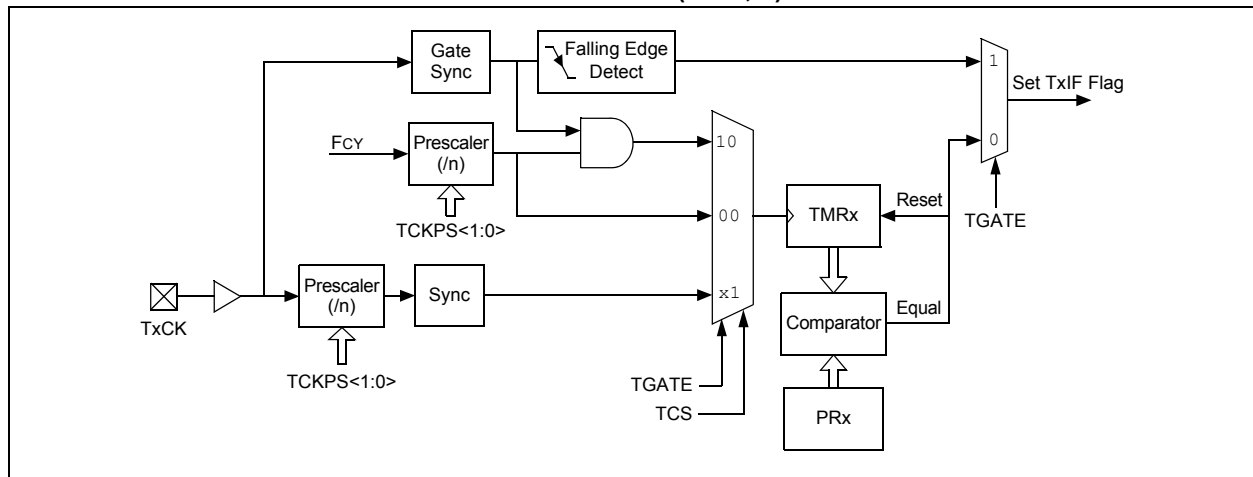 Gate
Sync
Falling Edge
Detect
1
Set TxIF Flag
0
TGATE
FCY
Prescaler
(/n)
TCKPS<1:0>
10
00
x1
TMRx
Reset
TxCK
Prescaler
(/n)
TCKPS<1:0>
Sync
Comparator
Equal
TGATE
TCS
PRx